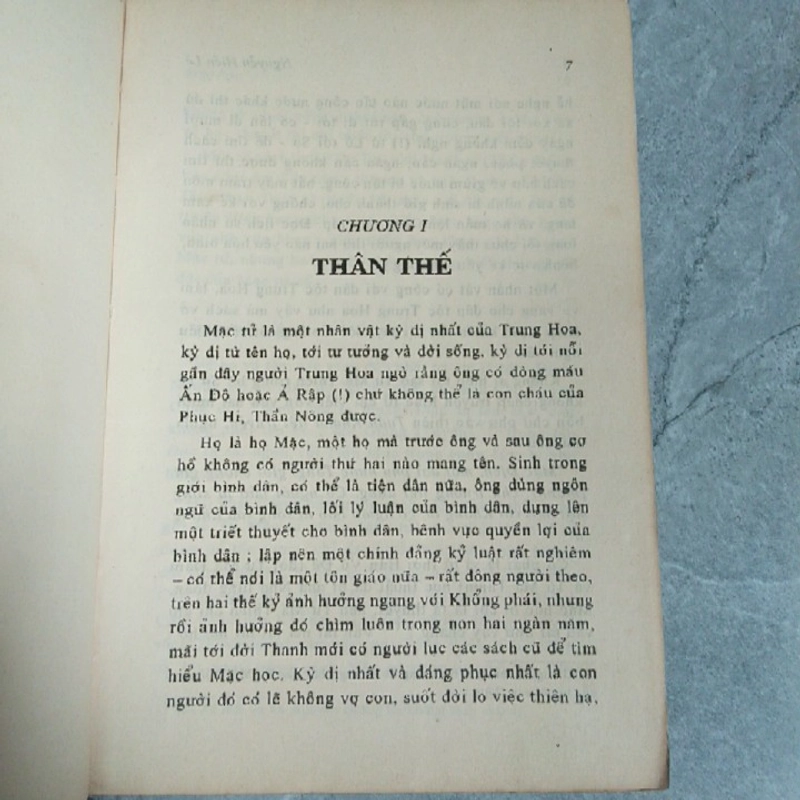 7
CHƯƠNG I
THÂN THẾ
Mặc tử là một nhân vật kỳ dị nhất của Trung Hoa,
kỳ dị từ tên họ, tới tư tưởng và đời sống, kỳ dị tới nỗi
gần đây người Trung Hoa ngờ rằng ông có dòng máu
Ấn Độ hoặc Ả Rập (!) chứ không thể là con cháu của
Phục Hi, Thần Nông được.
Họ là họ Mặc, một họ mà trước ông và sau ông cơ
hồ không có người thứ hai nào mang tên. Sinh trong
giới bình dân, có thể là tiện dân nữa, ông dùng ngôn
ngữ của bình dân, lối lý luận của bình dân, dựng lên
một triết thuyết cho bình dân, bênh vực quyền lợi của
bình dân ; lập nên một chính đảng kỷ luật rất nghiêm
– có thể nói là một tôn giáo nữa – rất đông người theo,
trên hai thế kỷ ảnh hưởng ngang với Khổng phái, nhưng
rồi ảnh hưởng đó chìm luôn trong non hai ngàn năm,
mãi tới đời Thanh mới có người lục các sách cũ để tìm
hiểu Mặc học. Kỳ dị nhất và đáng phục nhất là con
người đó có lẽ không vợ con, suốt đời lo việc thiên hạ,